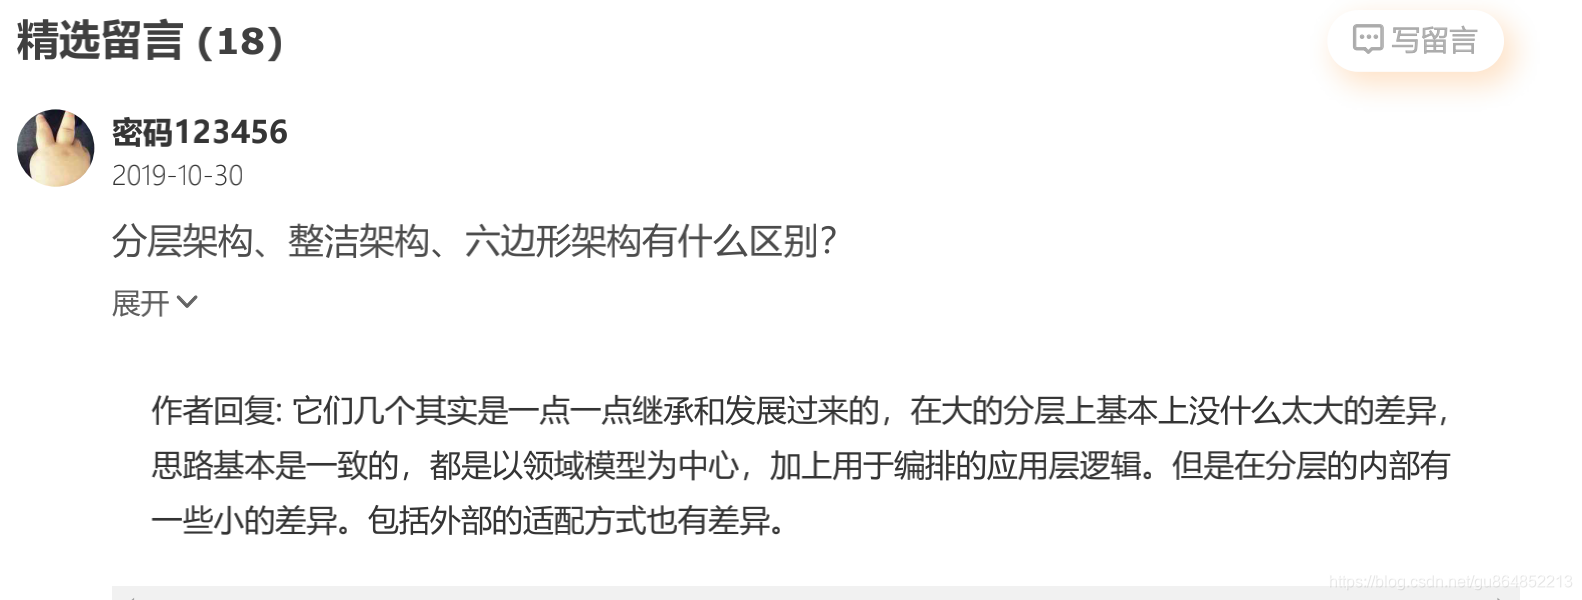 精选留言 (18)
写留言
密码123456
2019-10-30
分层架构、整洁架构、六边形架构有什么区别？
展开
作者回复: 它们几个其实是一点一点继承和发展过来的，在大的分层上基本上没什么太大的差异，
思路基本是一致的，都是以领域模型为中心，加上用于编排的应用层逻辑。但是在分层的内部有
一些小的差异。包括外部的适配方式也有差异。
https://blog.csdn.net/gu864852213